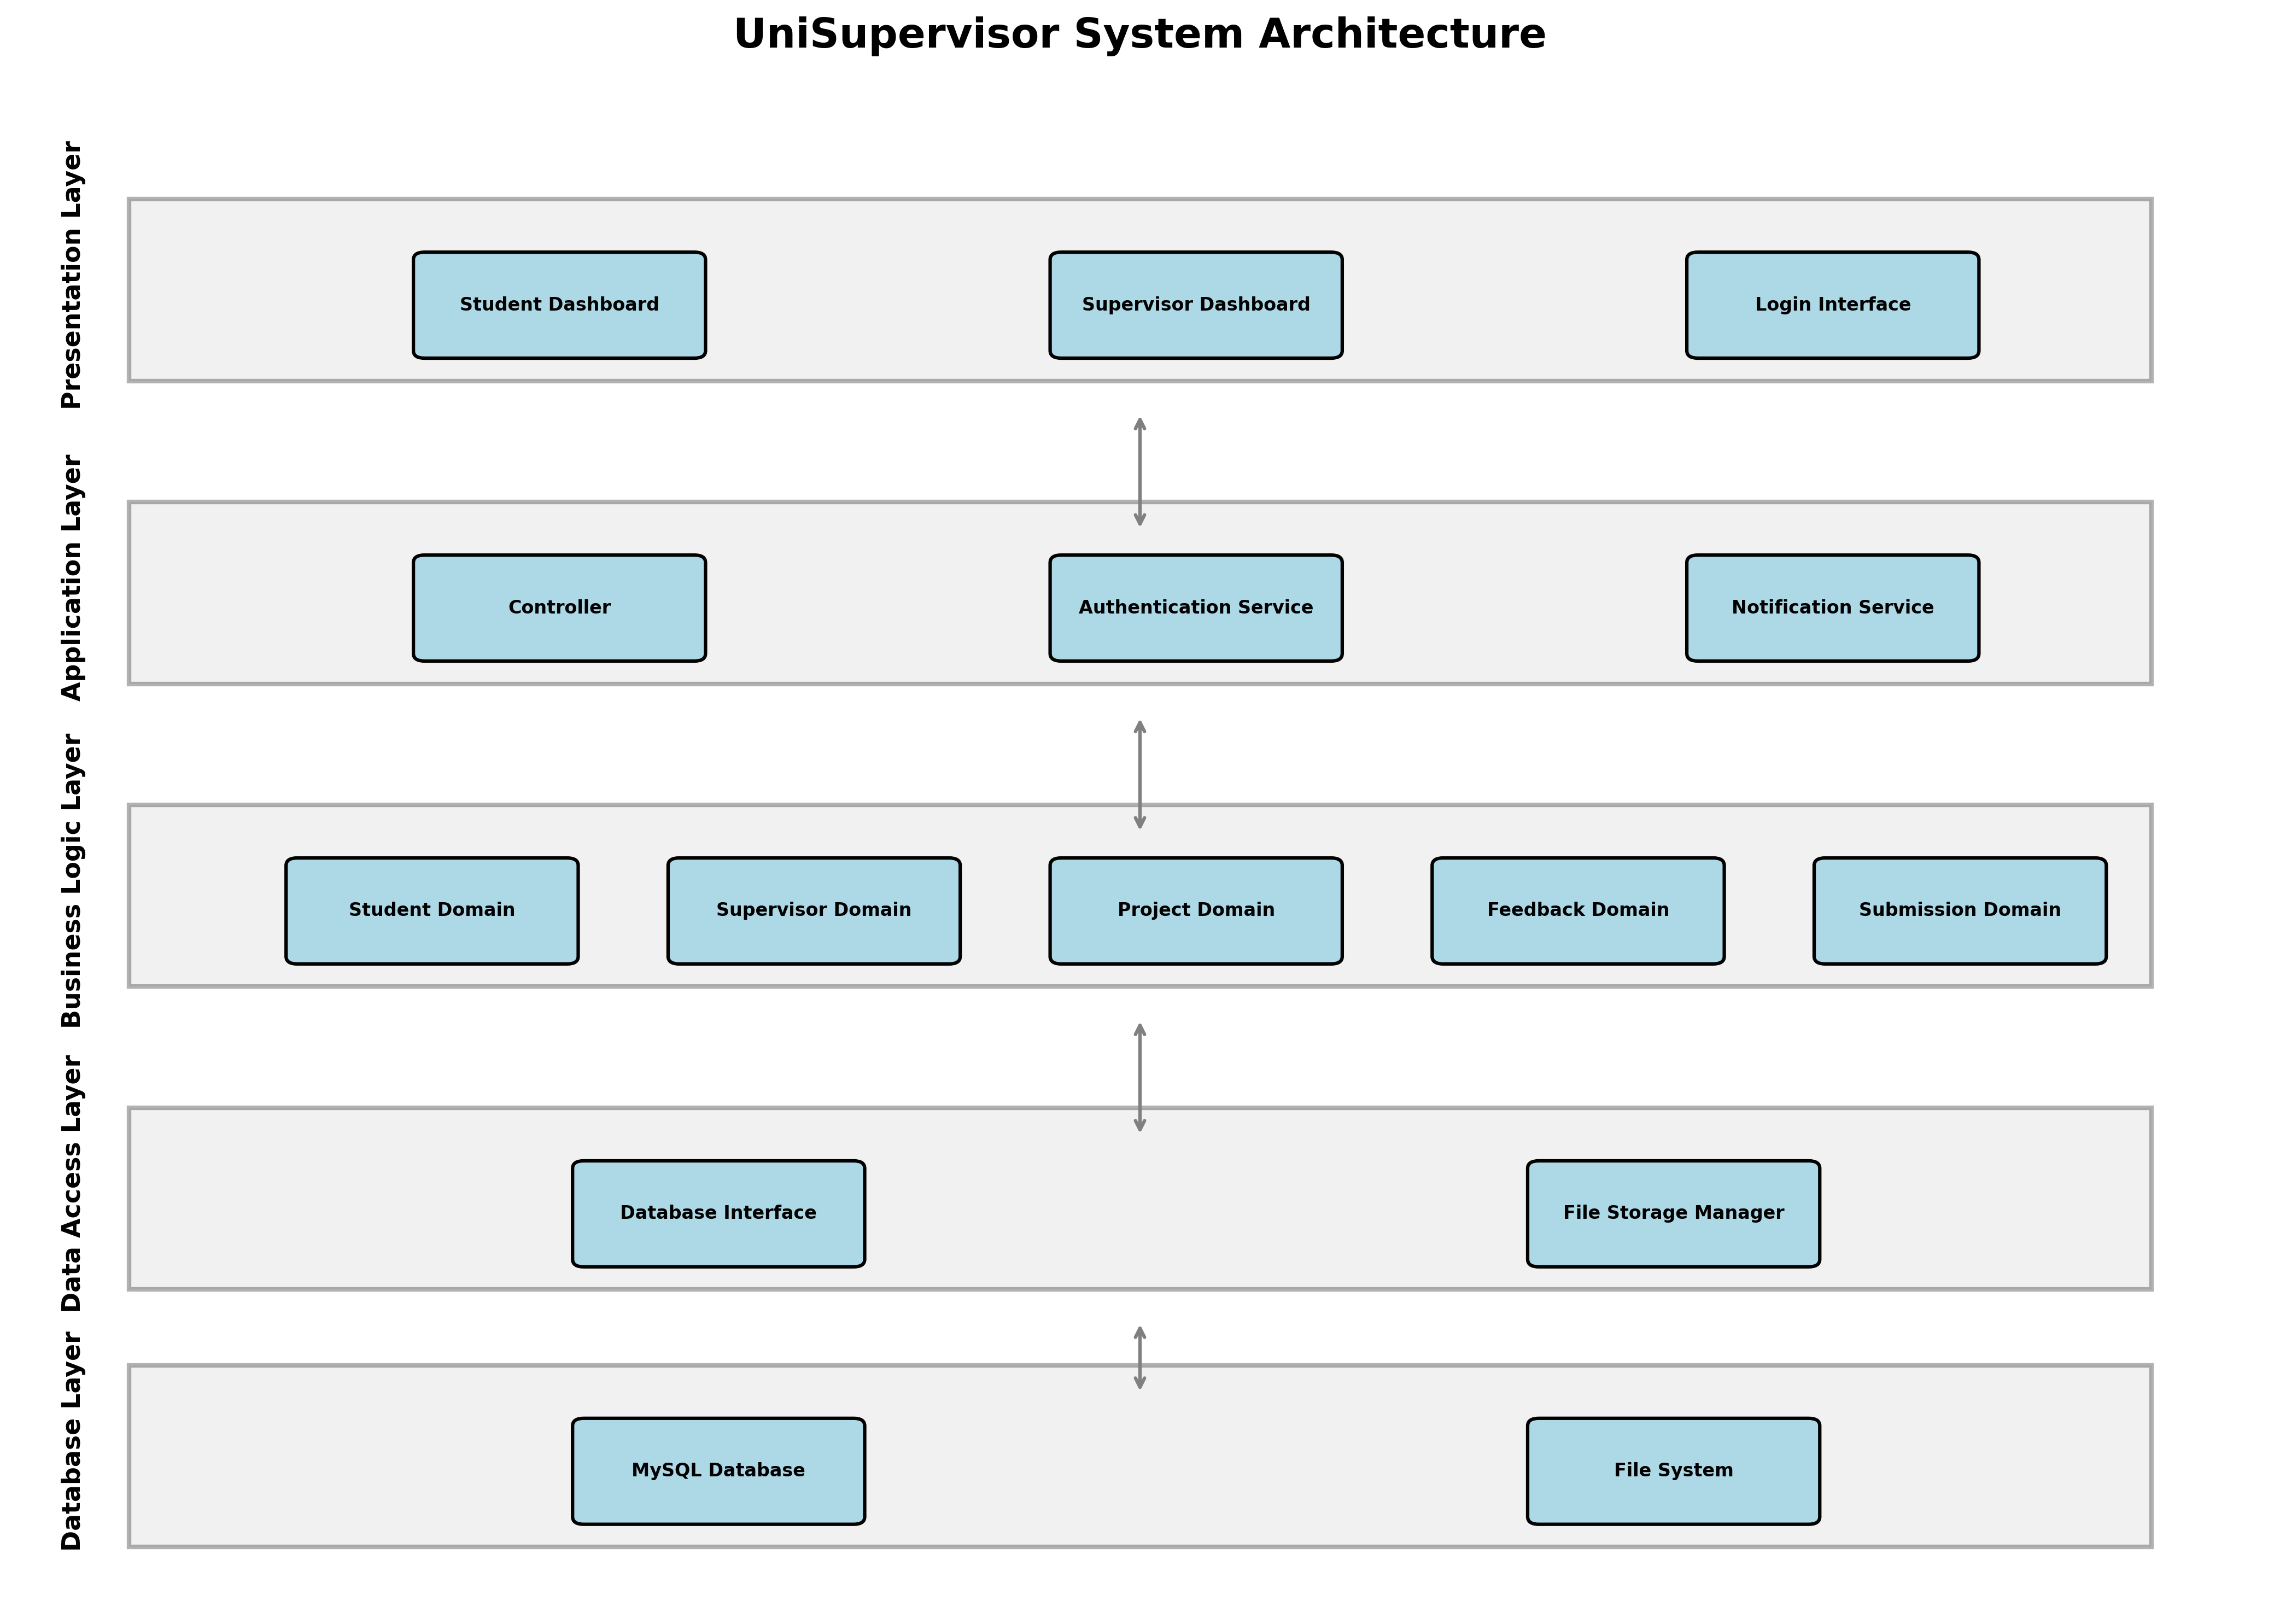 UniSupervisor System Architecture
Presentation Layer
Student Dashboard
Supervisor Dashboard
Login Interface
Application Layer
Controller
Authentication Service
Notification Service
Business Logic Layer
Student Domain
Supervisor Domain
Project Domain
Feedback Domain
Submission Domain
Data Access Layer
Database Interface
File Storage Manager
Database Layer
MySQL Database
File System